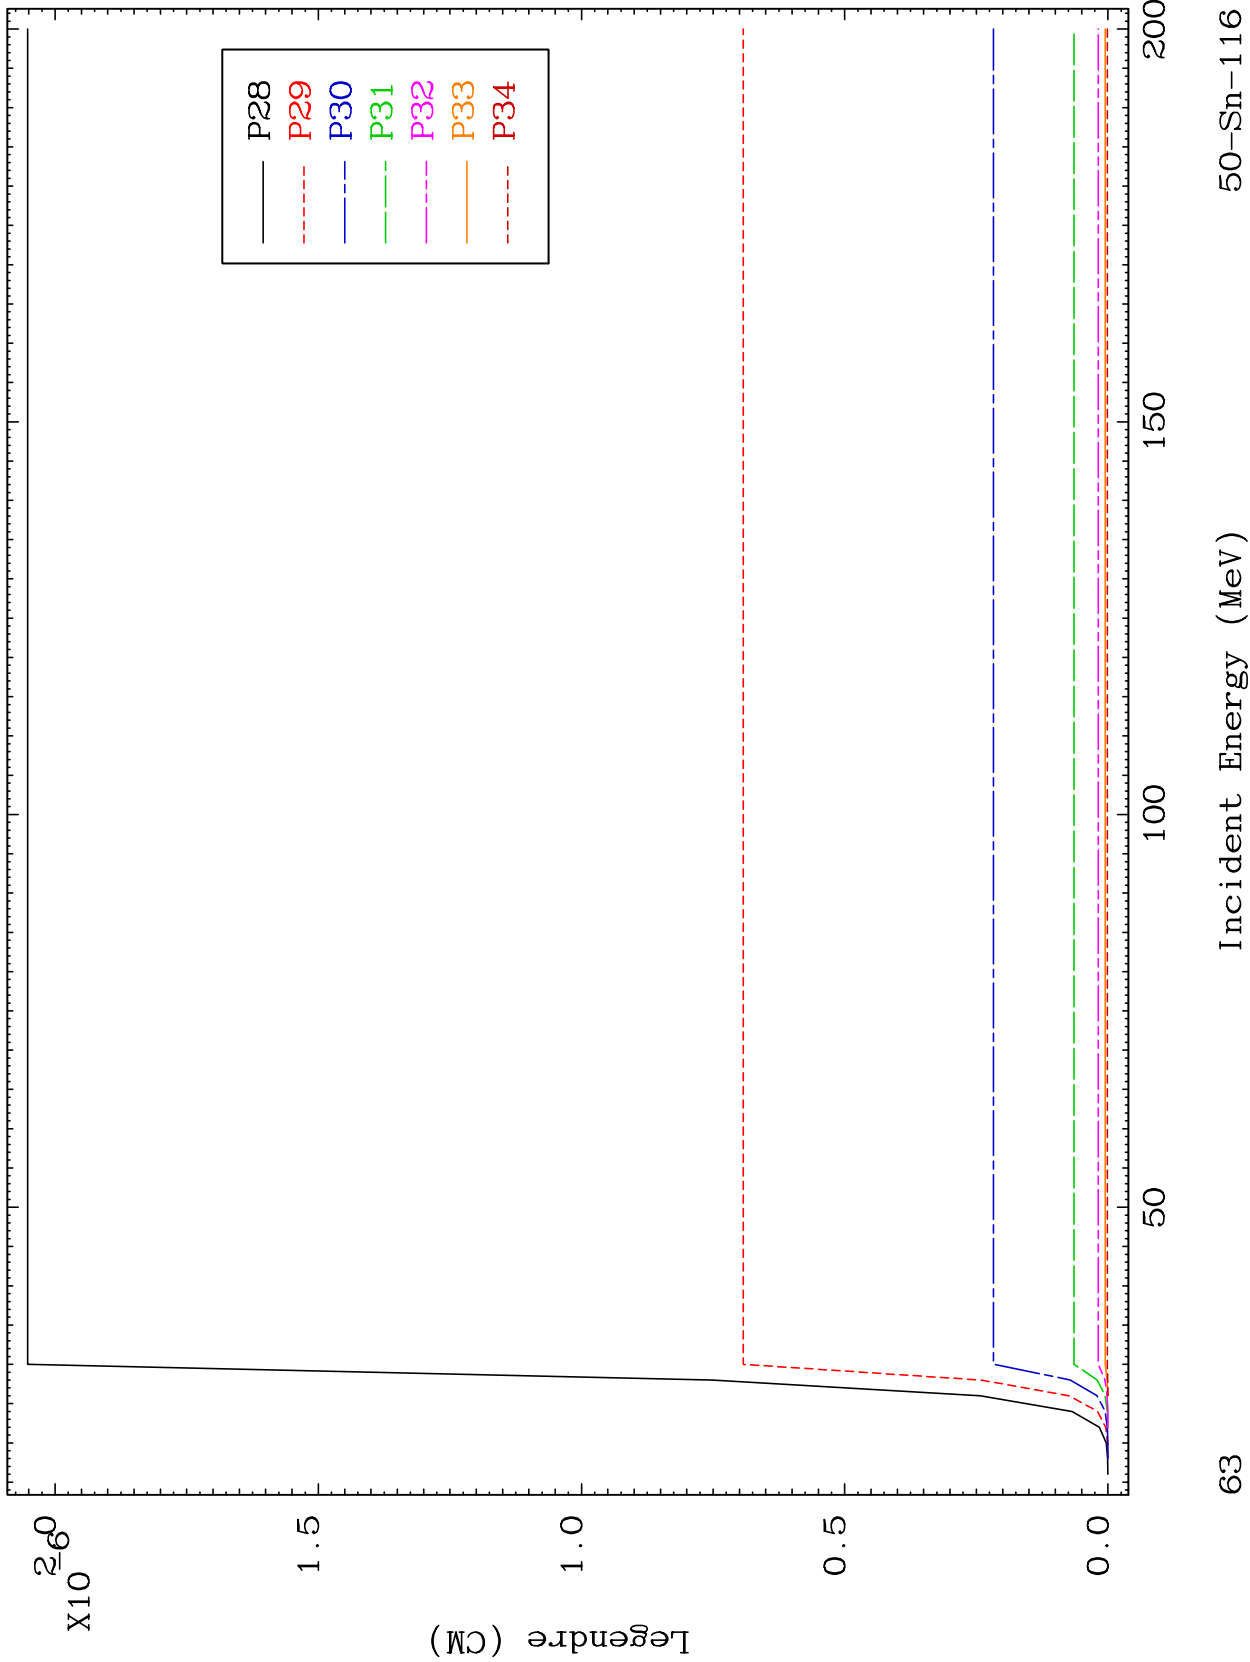 P28
P29
P30
P31
P32
P33
P34
X10
-6
2.0
1.5
1.0
0.5
0.0
Legendre (CM)
50
100
150
200
Incident Energy (MeV)
63
50-Sn-116